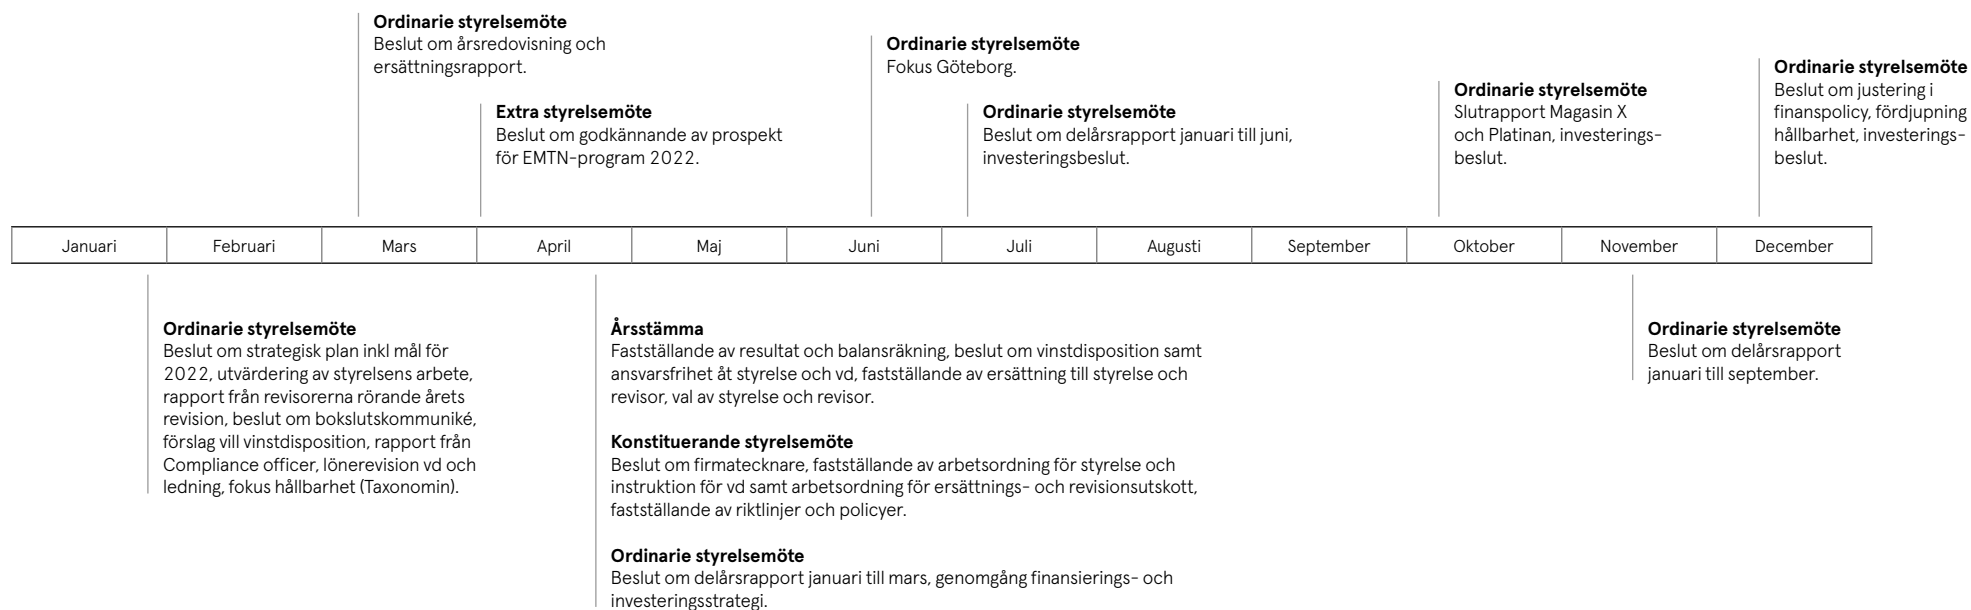 Ordinarie styrelsemöte
Beslut om årsredovisning och
ersättningsrapport.
Extra styrelsemöte
Beslut om godkännande av prospekt
för EMTN-program 2022.
Ordinarie styrelsemöte
Fokus Göteborg.
Ordinarie styrelsemöte
Beslut om delårsrapport januari till juni,
investeringsbeslut.
Ordinarie styrelsemöte
Slutrapport Magasin X
och Platinan, investerings-
beslut.
Ordinarie styrelsemöte
Beslut om justering i
finanspolicy, fördjupning
hållbarhet, investerings-
beslut.
Januari
Februari
Mars
April
Maj
Juni
Juli
Augusti
September
Oktober
November
December
Ordinarie styrelsemöte
Beslut om strategisk plan inkl mål för
2022, utvärdering av styrelsens arbete,
rapport från revisorerna rörande årets
revision, beslut om bokslutskommuniké,
förslag vill vinstdisposition, rapport från
Compliance officer, lönerevision vd och
ledning, fokus hållbarhet (Taxonomin).
Årsstämma
Fastställande av resultat och balansräkning, beslut om vinstdisposition samt
ansvarsfrihet åt styrelse och vd, fastställande av ersättning till styrelse och
revisor, val av styrelse och revisor.
Konstituerande styrelsemöte
Beslut om firmatecknare, fastställande av arbetsordning för styrelse och
instruktion för vd samt arbetsordning för ersättnings- och revisionsutskott,
fastställande av riktlinjer och policyer.
Ordinarie styrelsemöte
Beslut om delårsrapport januari till mars, genomgång finansierings- och
investeringsstrategi.
Ordinarie styrelsemöte
Beslut om delårsrapport
januari till september.